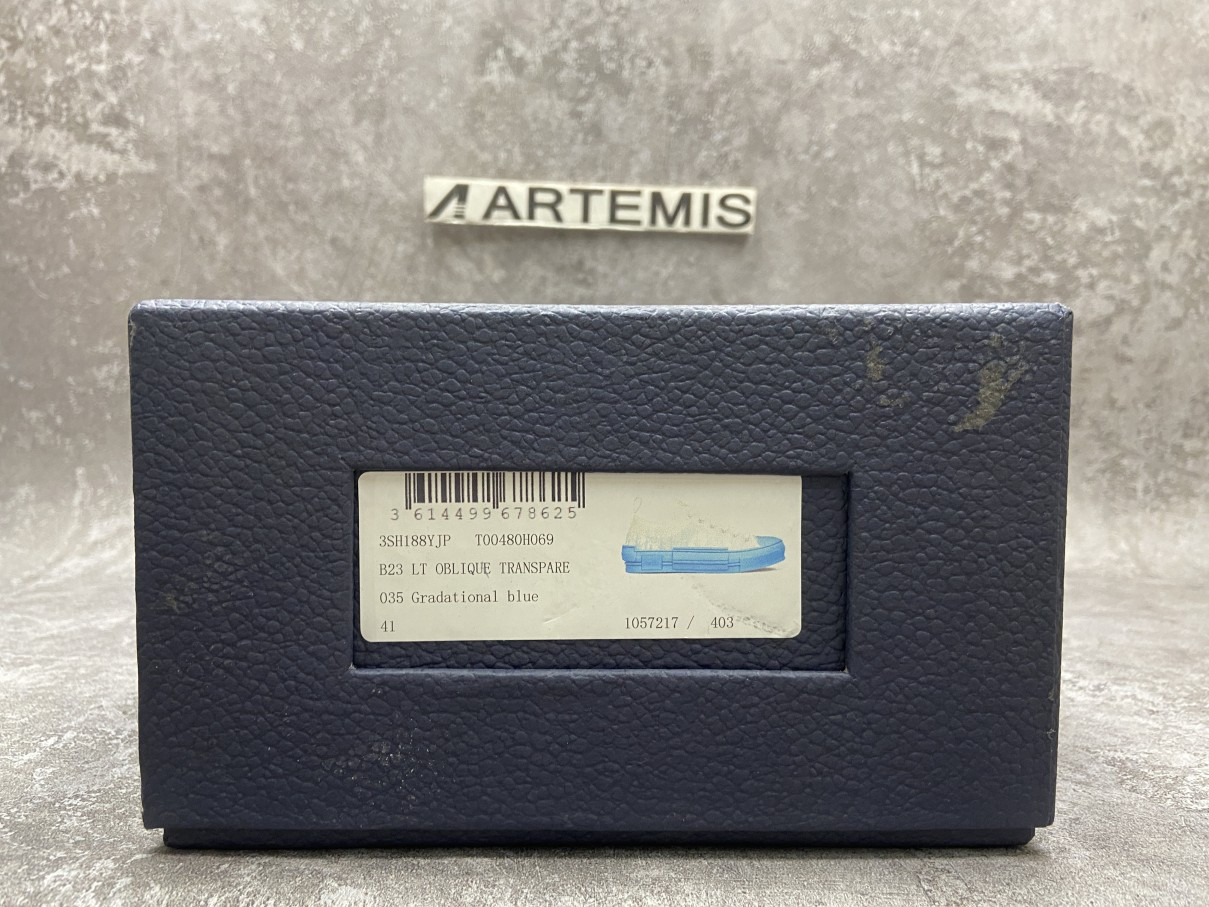 ARTEMIS
3 614499 678625
3SH188YJP T00480H069
B23 LT OBLIQUE TRANSPARE
035 Gradational blue
41 1057217 / 403